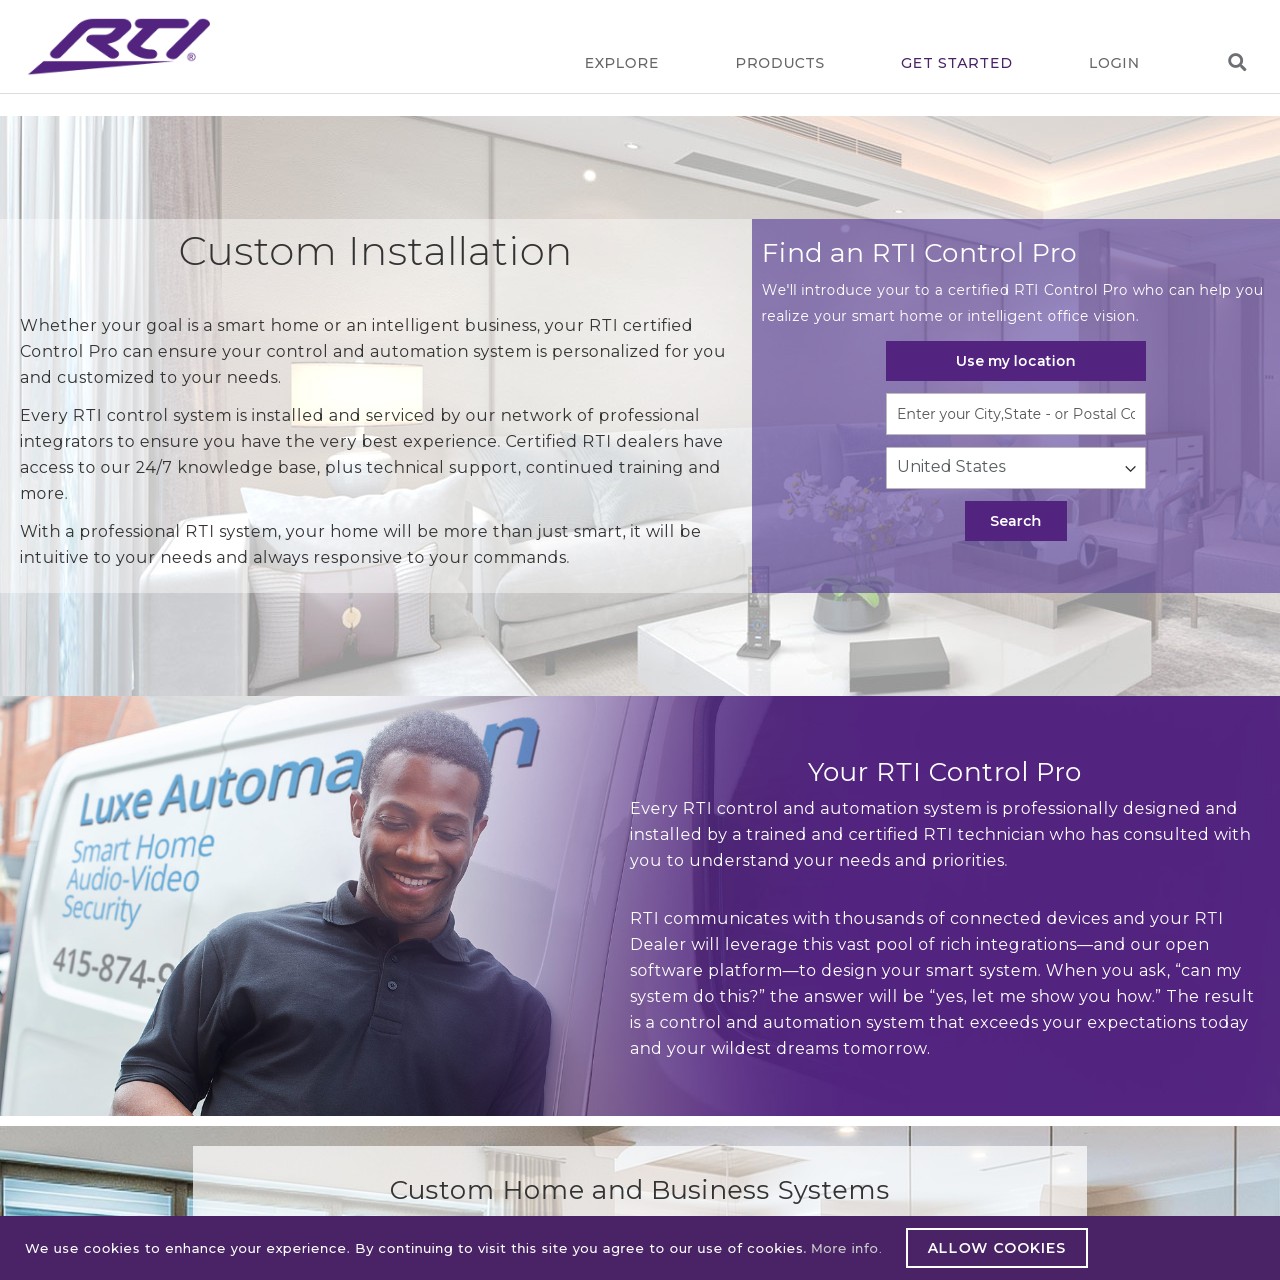 RTI®
EXPLORE
PRODUCTS
GET STARTED
LOGIN
Custom Installation
Whether your goal is a smart home or an intelligent business, your RTI certified
Control Pro can ensure your control and automation system is personalized for you
and customized to your needs.
Every RTI control system is installed and serviced by our network of professional
integrators to ensure you have the very best experience. Certified RTI dealers have
access to our 24/7 knowledge base, plus technical support, continued training and
more.
With a professional RTI system, your home will be more than just smart, it will be
intuitive to your needs and always responsive to your commands.
Find an RTI Control Pro
We'll introduce your to a certified RTI Control Pro who can help you
realize your smart home or intelligent office vision.
Use my location
Enter your City,State - or Postal Co
United States
Search
Luxe Automa n
Smart Home
Audio-Video
Security
415-874-9
Your RTI Control Pro
Every RTI control and automation system is professionally designed and
installed by a trained and certified RTI technician who has consulted with
you to understand your needs and priorities.
RTI communicates with thousands of connected devices and your RTI
Dealer will leverage this vast pool of rich integrations—and our open
software platform—to design your smart system. When you ask, “can my
system do this?” the answer will be “yes, let me show you how.” The result
is a control and automation system that exceeds your expectations today
and your wildest dreams tomorrow.
Custom Home and Business Systems
We use cookies to enhance your experience. By continuing to visit this site you agree to our use of cookies. More info.
ALLOW COOKIES